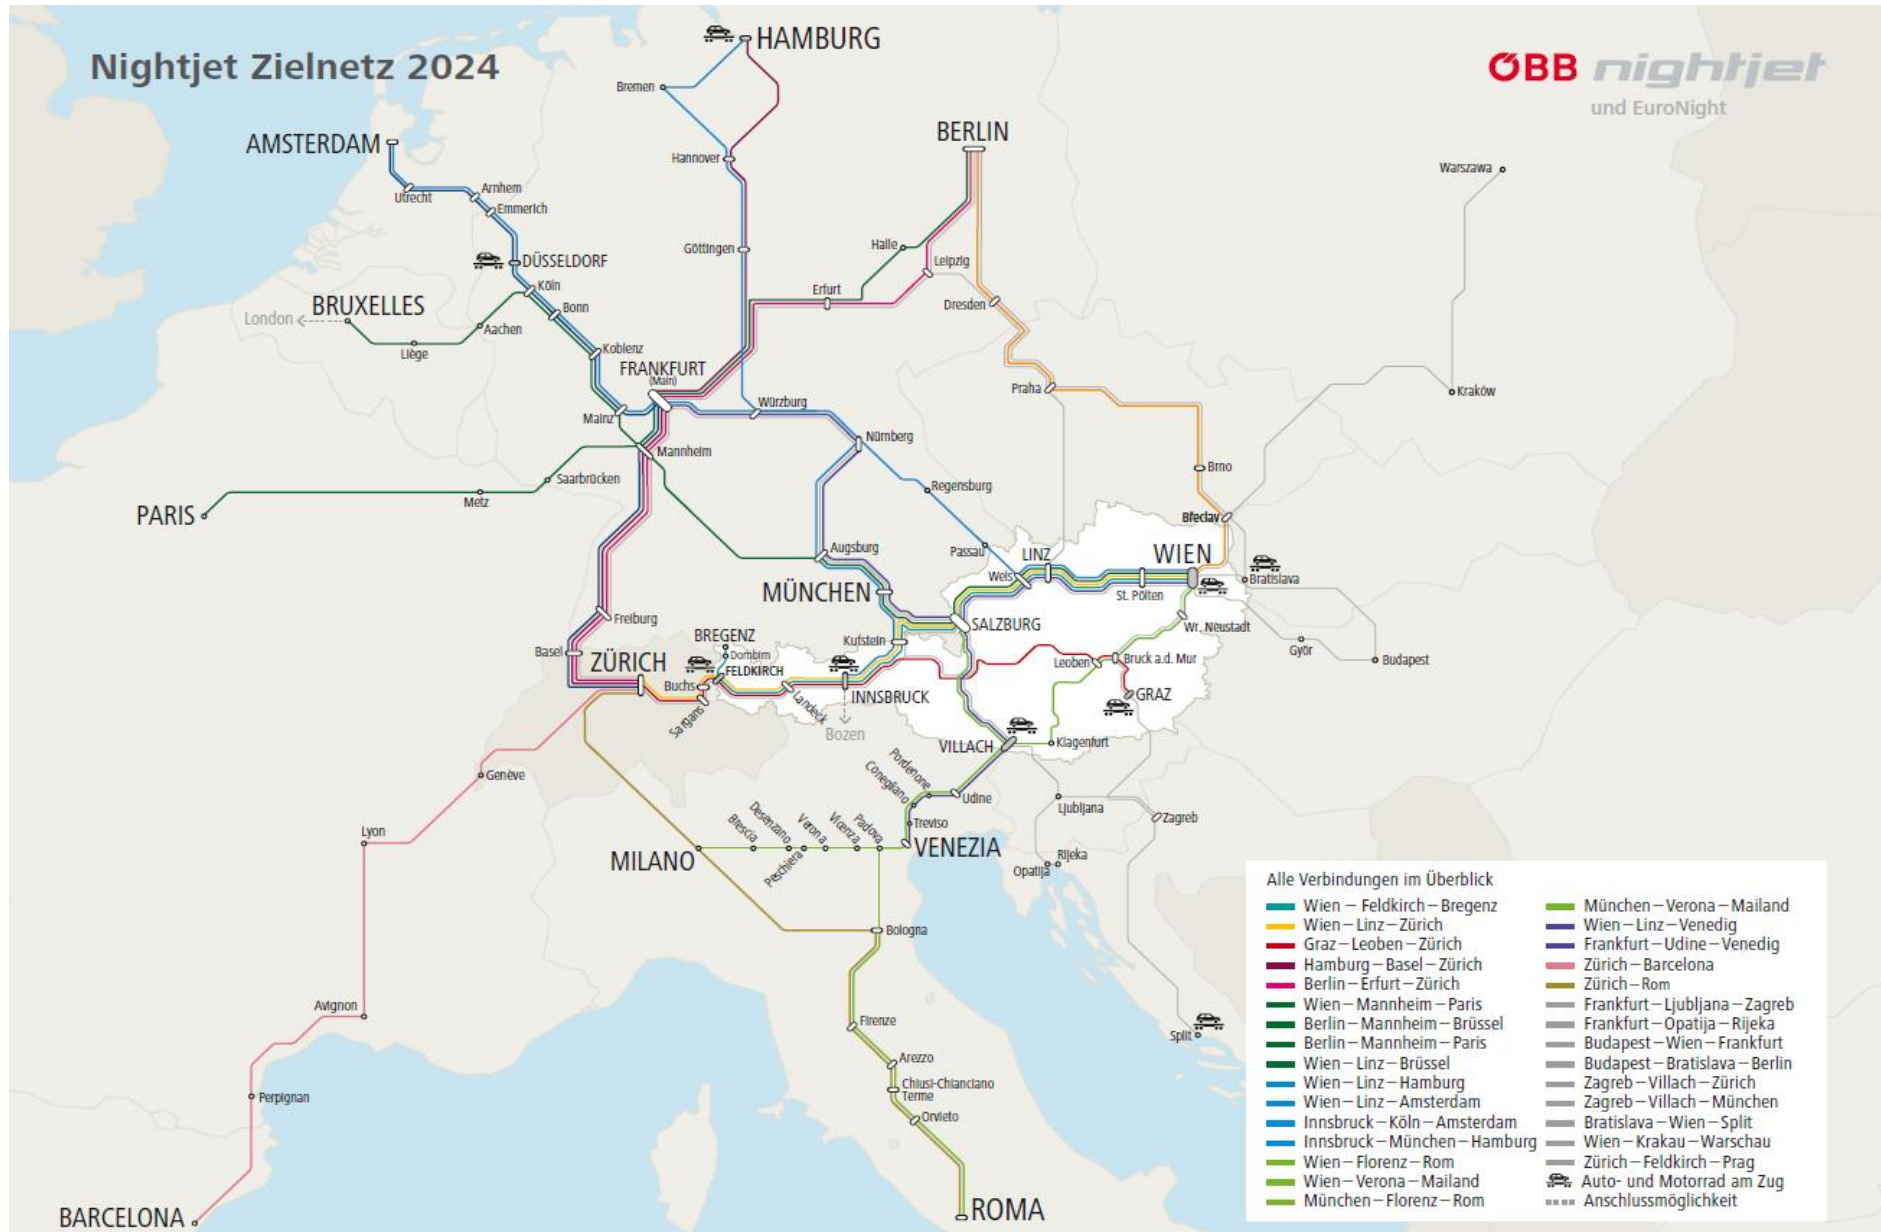 Nightjet Zielnetz 2024
ÖBB nightjet
und EuroNight
HAMBURG
Bremen
Hannover
AMSTERDAM
Utrecht
Arnhem
Emmerich
BERLIN
Warszawa
Göttingen
Halle
Leipzig
DÜSSELDORF
Köln
Bonn
BRUXELLES
London
Aachen
Liège
Koblenz
Erfurt
Dresden
FRANKFURT
(Main)
Mainz
Würzburg
Praha
Kraków
Mannheim
Nürnberg
Saarbrücken
Metz
PARIS
Regensburg
Brno
Břeclav
Augsburg
Passau
LINZ
WIEN
Wels
St. Pölten
Bratislava
MÜNCHEN
SALZBURG
Wr. Neustadt
Freiburg
Basel
ZÜRICH
BREGENZ
Dornbirn
FELDKIRCH
Kufstein
Leoben
Bruck a.d. Mur
Győr
Budapest
Buchs
Sargans
Landeck
INNSBRUCK
GRAZ
Bozen
VILLACH
Klagenfurt
Genève
Pordenone
Conegliano
Udine
Ljubljana
Zagreb
Treviso
Lyon
MILANO
Brescia
Desenzano
Peschiera
Verona
Vicenza
Padova
VENEZIA
Opatija
Rijeka
Bologna
Avignon
Firenze
Split
Arezzo
Chiusi-Chianciano
Terme
Orvieto
Perpignan
BARCELONA
ROMA
Alle Verbindungen im Überblick
Wien – Feldkirch – Bregenz
Wien – Linz – Zürich
Graz – Leoben – Zürich
Hamburg – Basel – Zürich
Berlin – Erfurt – Zürich
Wien – Mannheim – Paris
Berlin – Mannheim – Brüssel
Berlin – Mannheim – Paris
Wien – Linz – Brüssel
Wien – Linz – Hamburg
Wien – Linz – Amsterdam
Innsbruck – Köln – Amsterdam
Innsbruck – München – Hamburg
Wien – Florenz – Rom
Wien – Verona – Mailand
München – Florenz – Rom
München – Verona – Mailand
Wien – Linz – Venedig
Frankfurt – Udine – Venedig
Zürich – Barcelona
Zürich – Rom
Frankfurt – Ljubljana – Zagreb
Frankfurt – Opatija – Rijeka
Budapest – Wien – Frankfurt
Budapest – Bratislava – Berlin
Zagreb – Villach – Zürich
Zagreb – Villach – München
Bratislava – Wien – Split
Wien – Krakau – Warschau
Zürich – Feldkirch – Prag
Auto- und Motorrad am Zug
Anschlussmöglichkeit